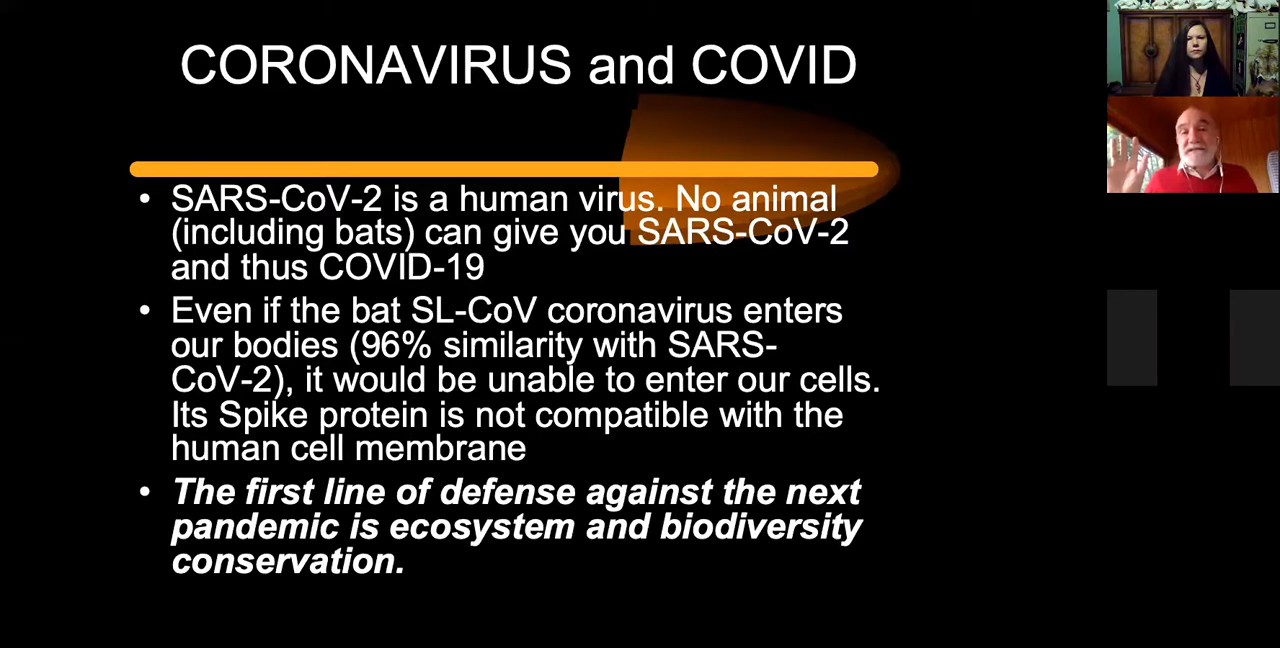 CORONAVIRUS and COVID
• SARS-CoV-2 is a human virus. No animal
(including bats) can give you SARS-CoV-2
and thus COVID-19
• Even if the bat SL-CoV coronavirus enters
our bodies (96% similarity with SARS-
CoV-2), it would be unable to enter our cells.
Its Spike protein is not compatible with the
human cell membrane
• The first line of defense against the next
pandemic is ecosystem and biodiversity
conservation.